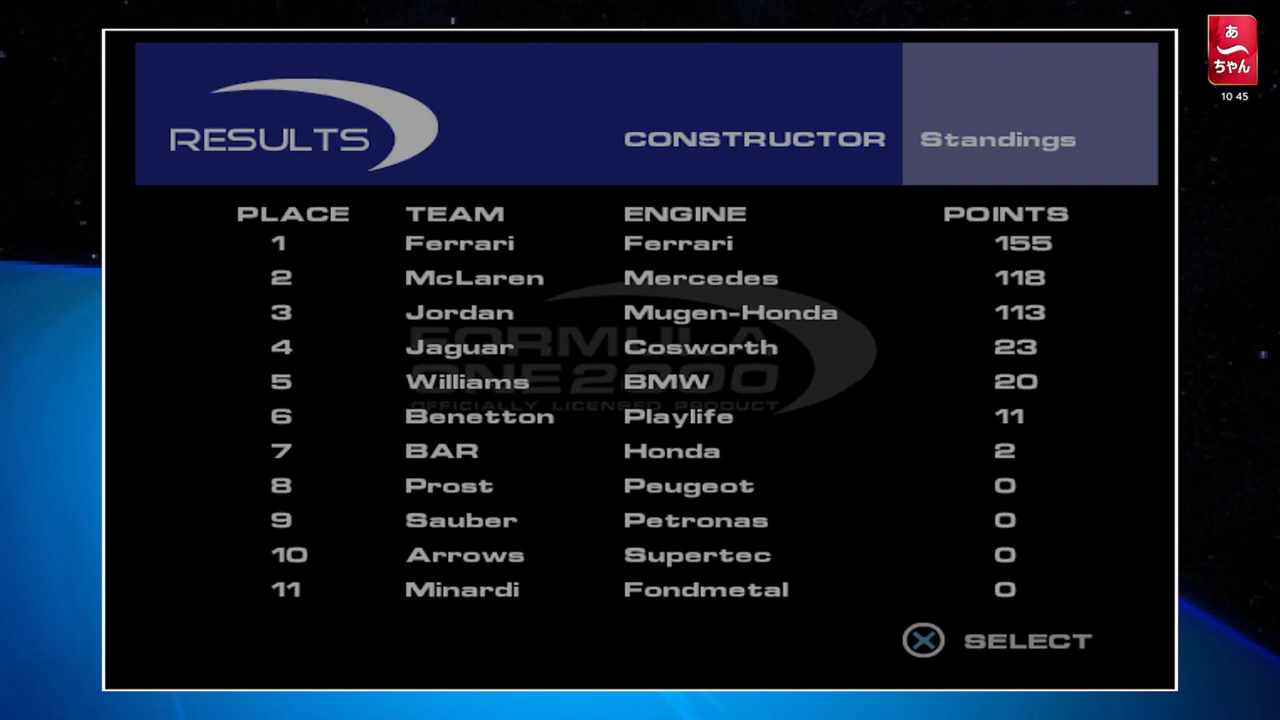 あーちゃん
10 45
RESULTS
CONSTRUCTOR Standings
PLACE TEAM ENGINE POINTS
1 Ferrari Ferrari 155
2 McLaren Mercedes 118
3 Jordan Mugen-Honda 113
4 Jaguar Cosworth 23
5 Williams BMW 20
6 Benetton Playlife 11
7 BAR Honda 2
8 Prost Peugeot 0
9 Sauber Petronas 0
10 Arrows Supertec 0
11 Minardi Fondmetal 0
FORMULA
ONE 2000
OFFICIALLY LICENSED PRODUCT
SELECT